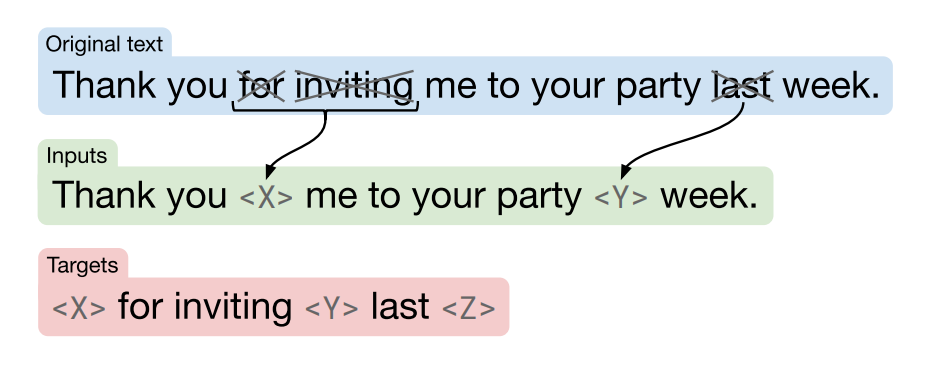 Original text
Thank you for inviting me to your party last week.
Inputs
Thank you <X> me to your party <Y> week.
Targets
<X> for inviting <Y> last <Z>